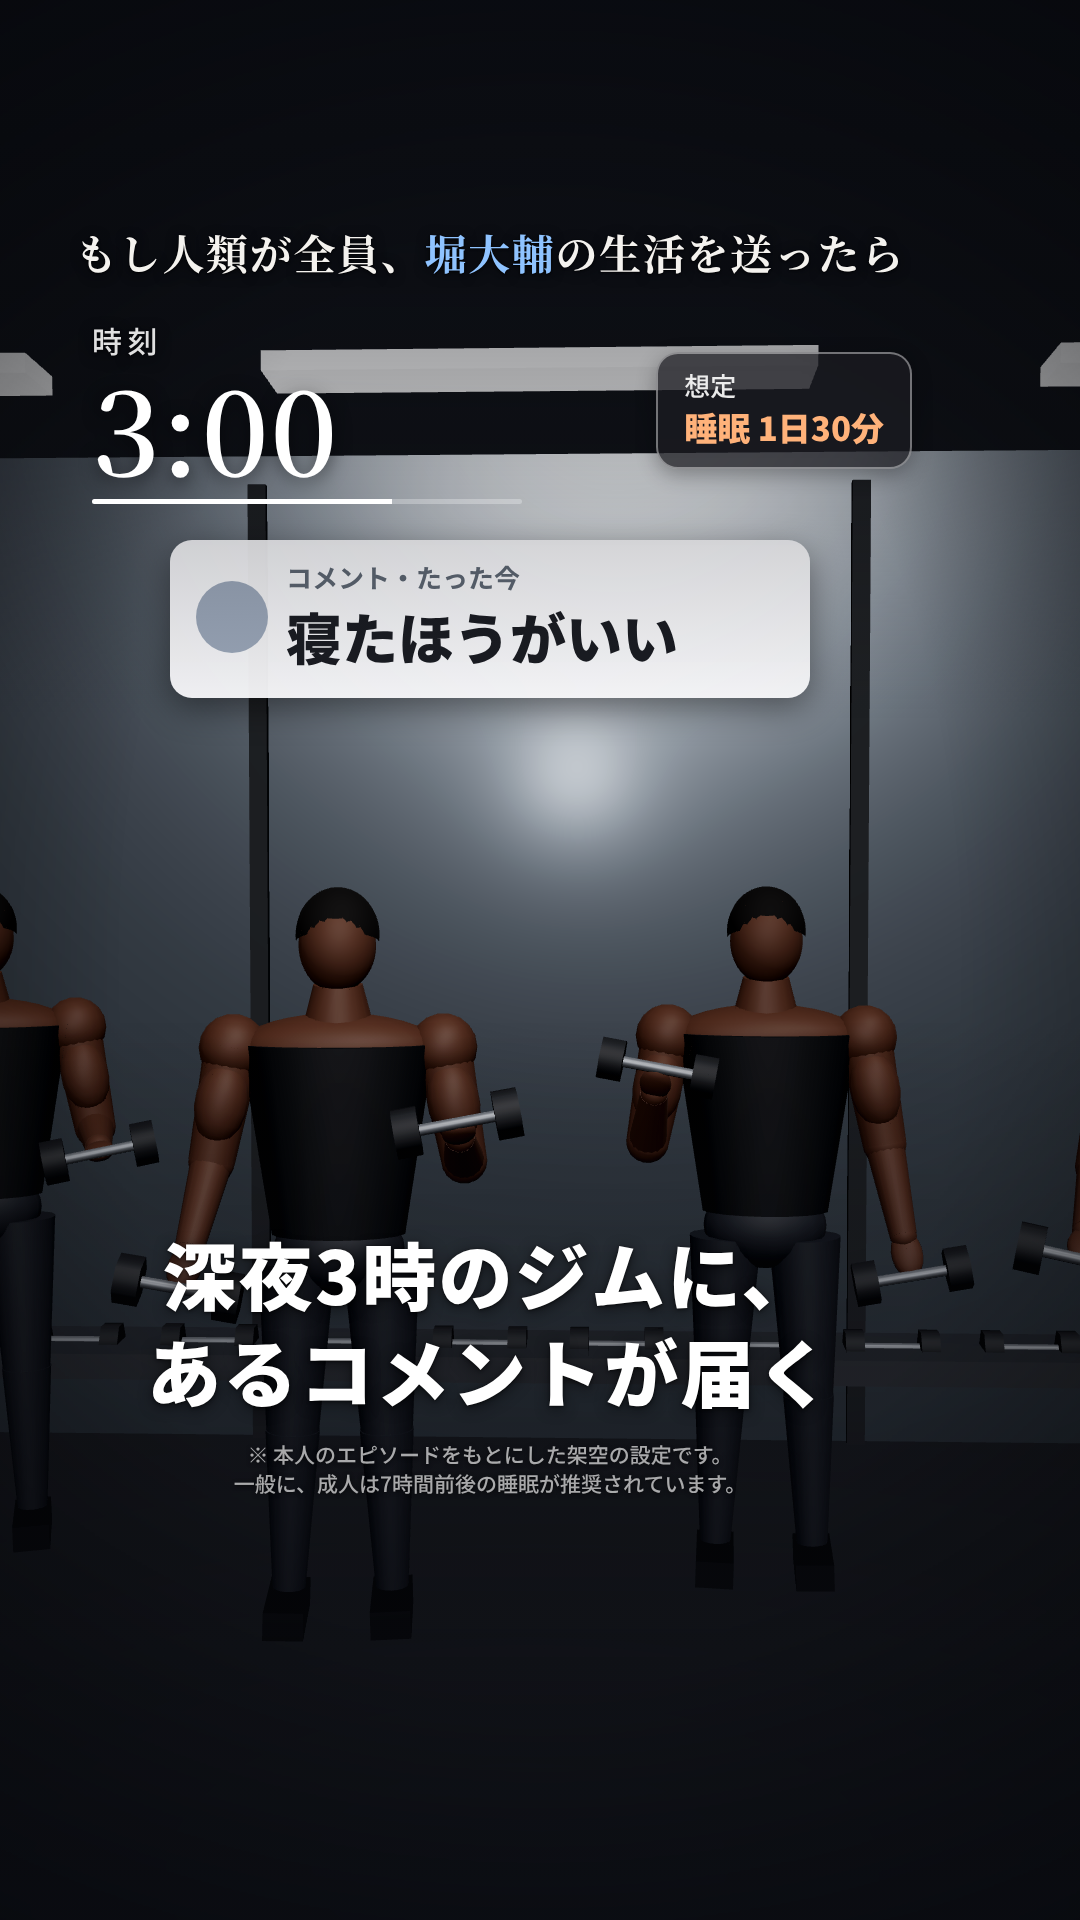 もし人類が全員、堀大輔の生活を送ったら
時刻
3:00
想定
睡眠 1日30分
コメント・たった今
寝たほうがいい
深夜3時のジムに、
あるコメントが届く
※ 本人のエピソードをもとにした架空の設定です。
一般に、成人は7時間前後の睡眠が推奨されています。